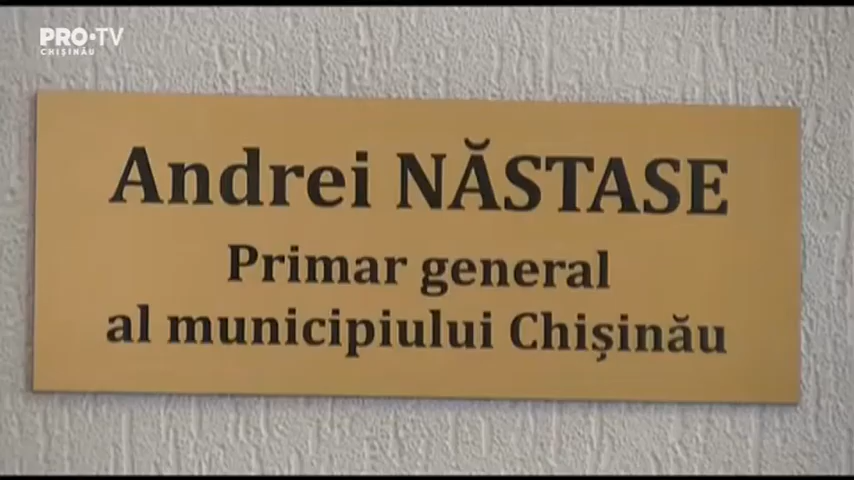 PRO•TV
CHIȘINĂU
Andrei NĂSTASE
Primar general
al municipiului Chișinău